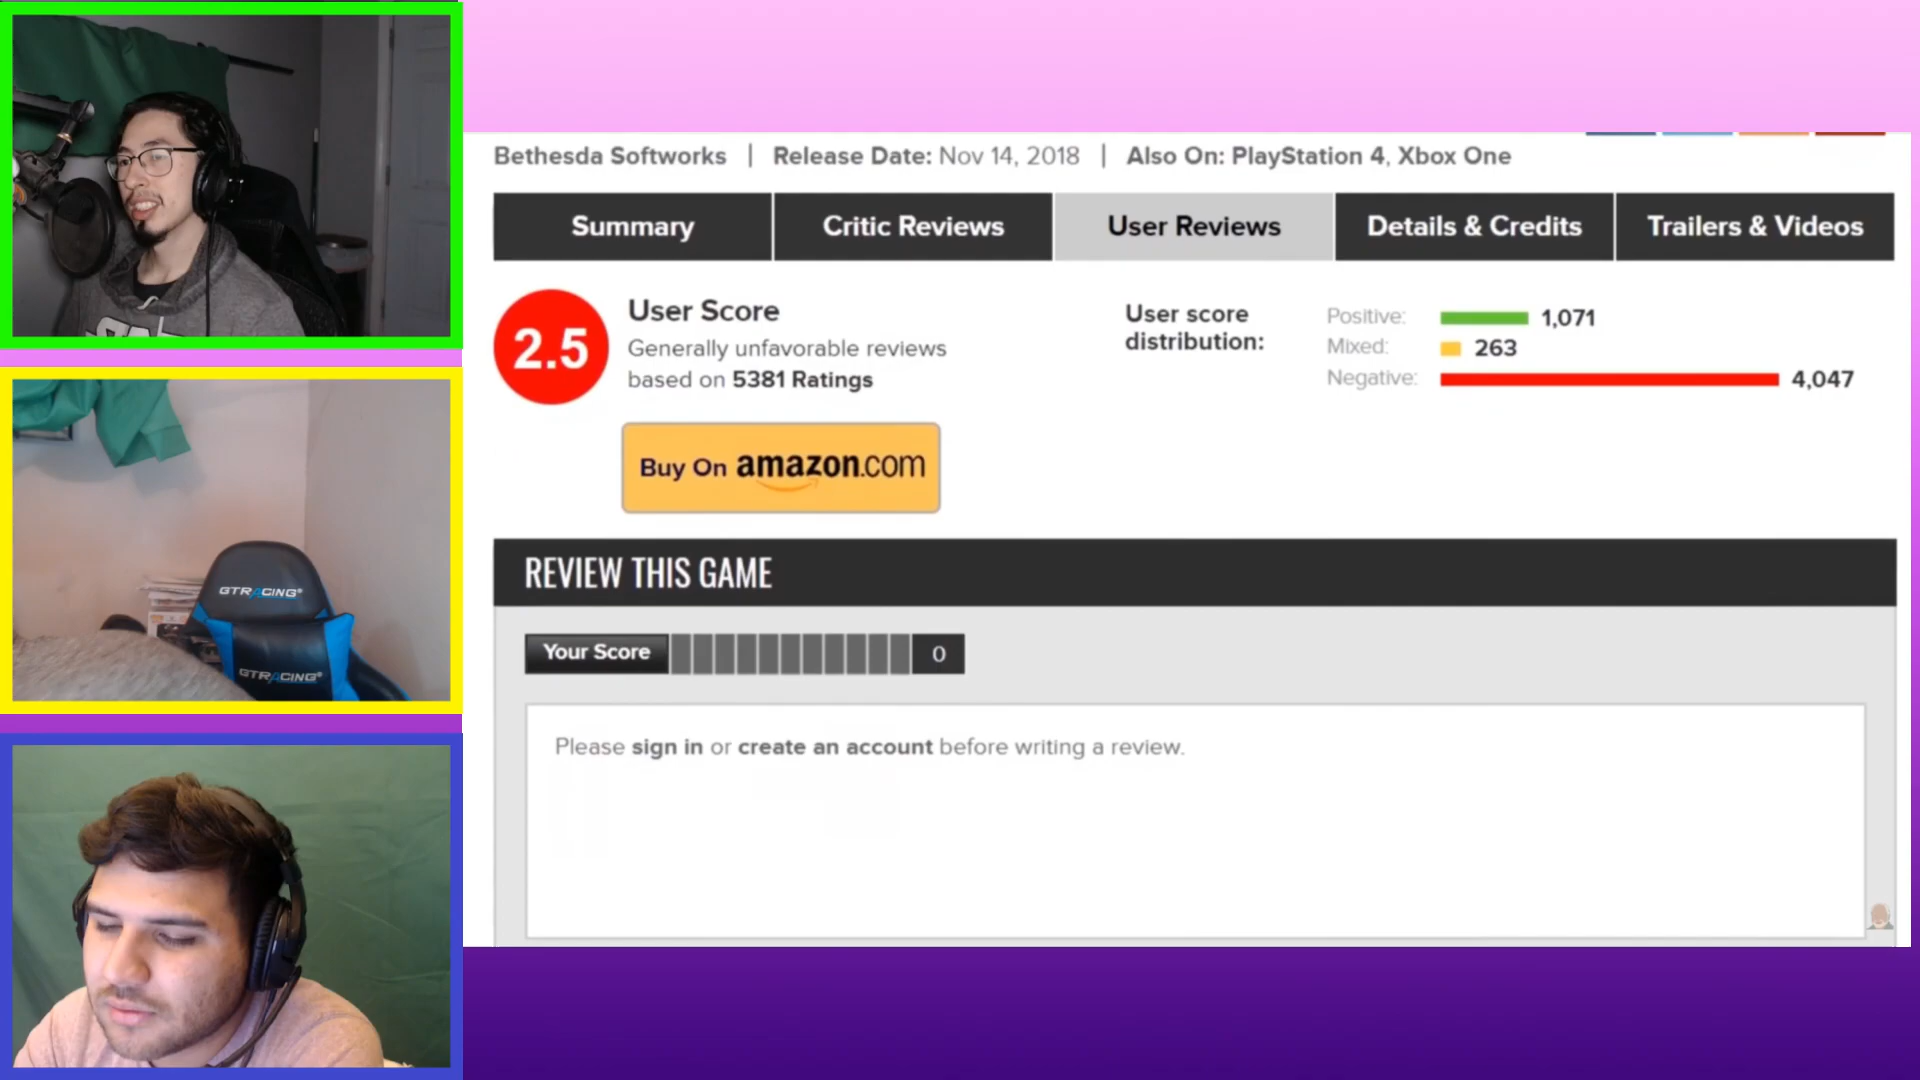 Bethesda Softworks | Release Date: Nov 14, 2018 | Also On: PlayStation 4, Xbox One
Summary
Critic Reviews
User Reviews
Details & Credits
Trailers & Videos
2.5
User Score
Generally unfavorable reviews
based on 5381 Ratings
User score
distribution:
Positive: 1,071
Mixed: 263
Negative: 4,047
Buy On amazon.com
REVIEW THIS GAME
Your Score 0
Please sign in or create an account before writing a review.
GTRACING
GTRACING